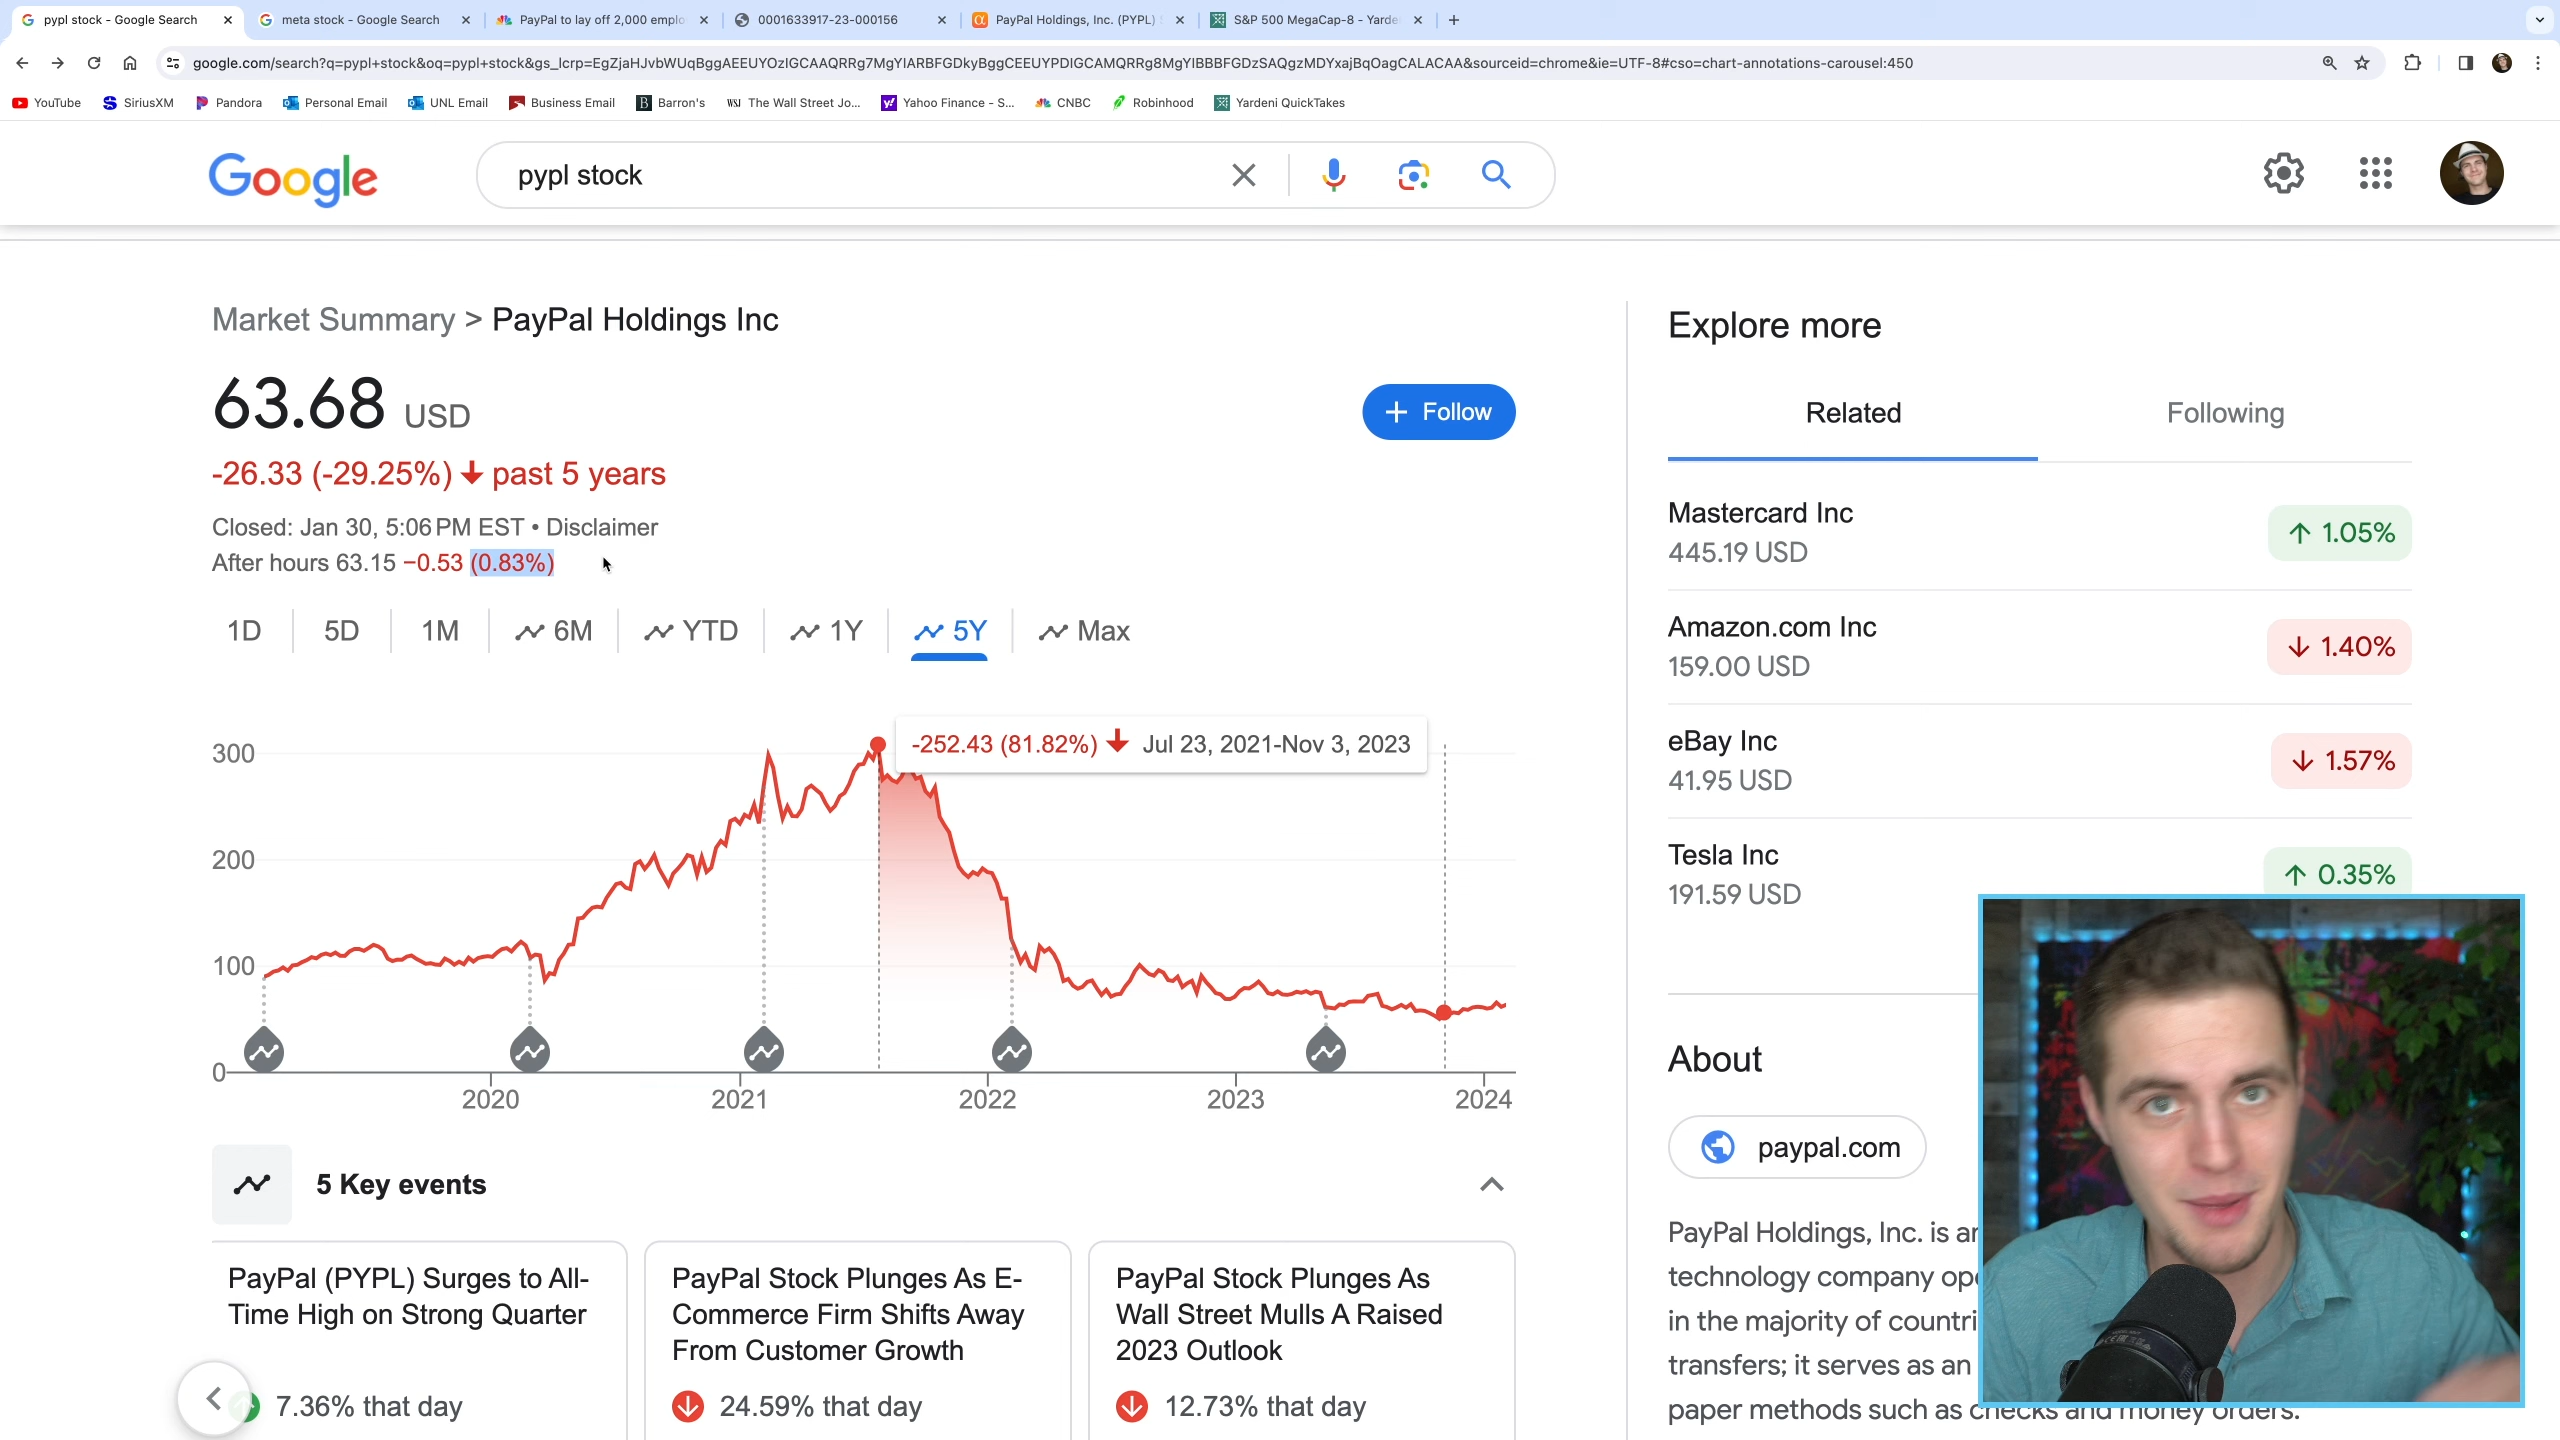 pypl stock - Google Search
meta stock - Google Search
PayPal to lay off 2,000 emplo
0001633917-23-000156
PayPal Holdings, Inc. (PYPL)
S&P 500 MegaCap-8 - Yarde
google.com/search?q=pypl+stock&oq=pypl+stock&gs_lcrp=EgZjaHJvbWUqBggAEEUYOzIGCAAQRRg7MgYIARBFGDkyBggCEEUYPDIGCAMQRRg8MgYIBBBFGDzSAQgzMDYxajBqOagCALACAA&sourceid=chrome&ie=UTF-8#cso=chart-annotations-carousel:450
YouTube
SiriusXM
Pandora
Personal Email
UNL Email
Business Email
B Barron's
WSJ The Wall Street Jo...
Yahoo Finance - S...
CNBC
Robinhood
Yardeni QuickTakes
Google
pypl stock
Market Summary > PayPal Holdings Inc
63.68 USD
+ Follow
-26.33 (-29.25%) past 5 years
Closed: Jan 30, 5:06 PM EST • Disclaimer
After hours 63.15 −0.53 (0.83%)
1D
5D
1M
6M
YTD
1Y
5Y
Max
-252.43 (81.82%) Jul 23, 2021-Nov 3, 2023
300
200
100
0
2020
2021
2022
2023
2024
5 Key events
PayPal (PYPL) Surges to All-
Time High on Strong Quarter
7.36% that day
PayPal Stock Plunges As E-
Commerce Firm Shifts Away
From Customer Growth
24.59% that day
PayPal Stock Plunges As
Wall Street Mulls A Raised
2023 Outlook
12.73% that day
Explore more
Related
Following
Mastercard Inc
445.19 USD
1.05%
Amazon.com Inc
159.00 USD
1.40%
eBay Inc
41.95 USD
1.57%
Tesla Inc
191.59 USD
0.35%
About
paypal.com
PayPal Holdings, Inc. is
technology company
in the majority of
transfers; it serves as an
paper methods such as checks and money orders.